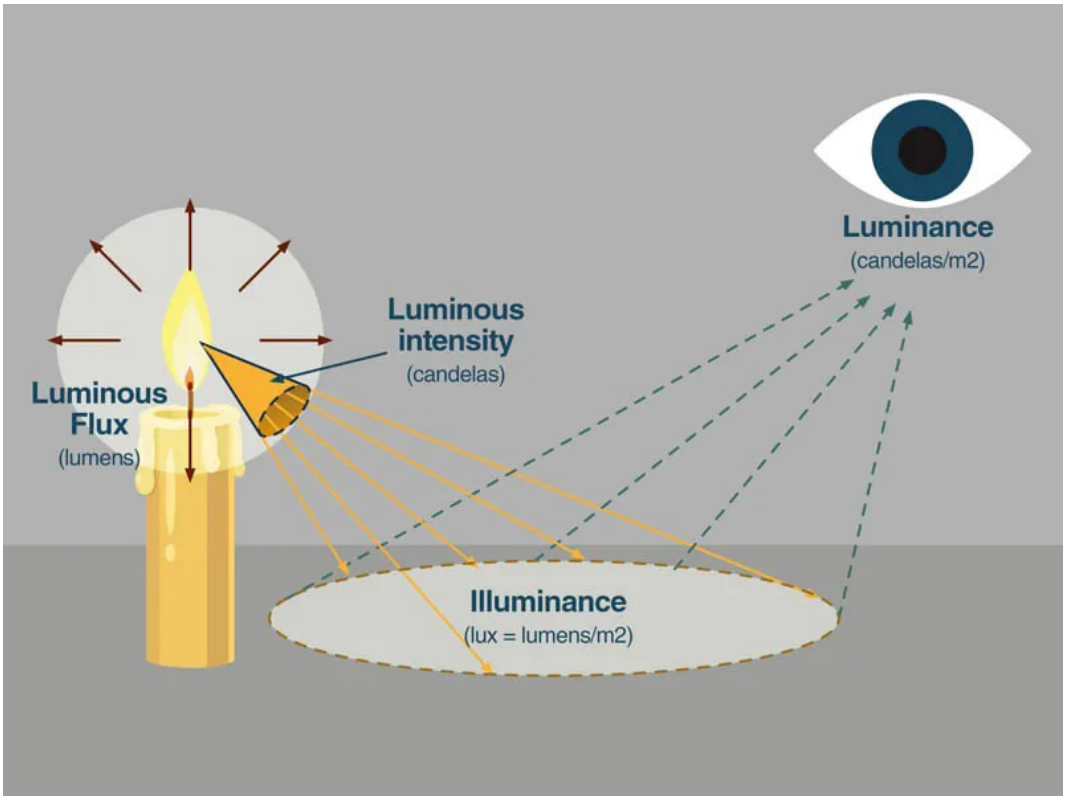 Luminance
(candelas/m2)
Luminous
intensity
(candelas)
Luminous
Flux
(lumens)
Illuminance
(lux = lumens/m2)